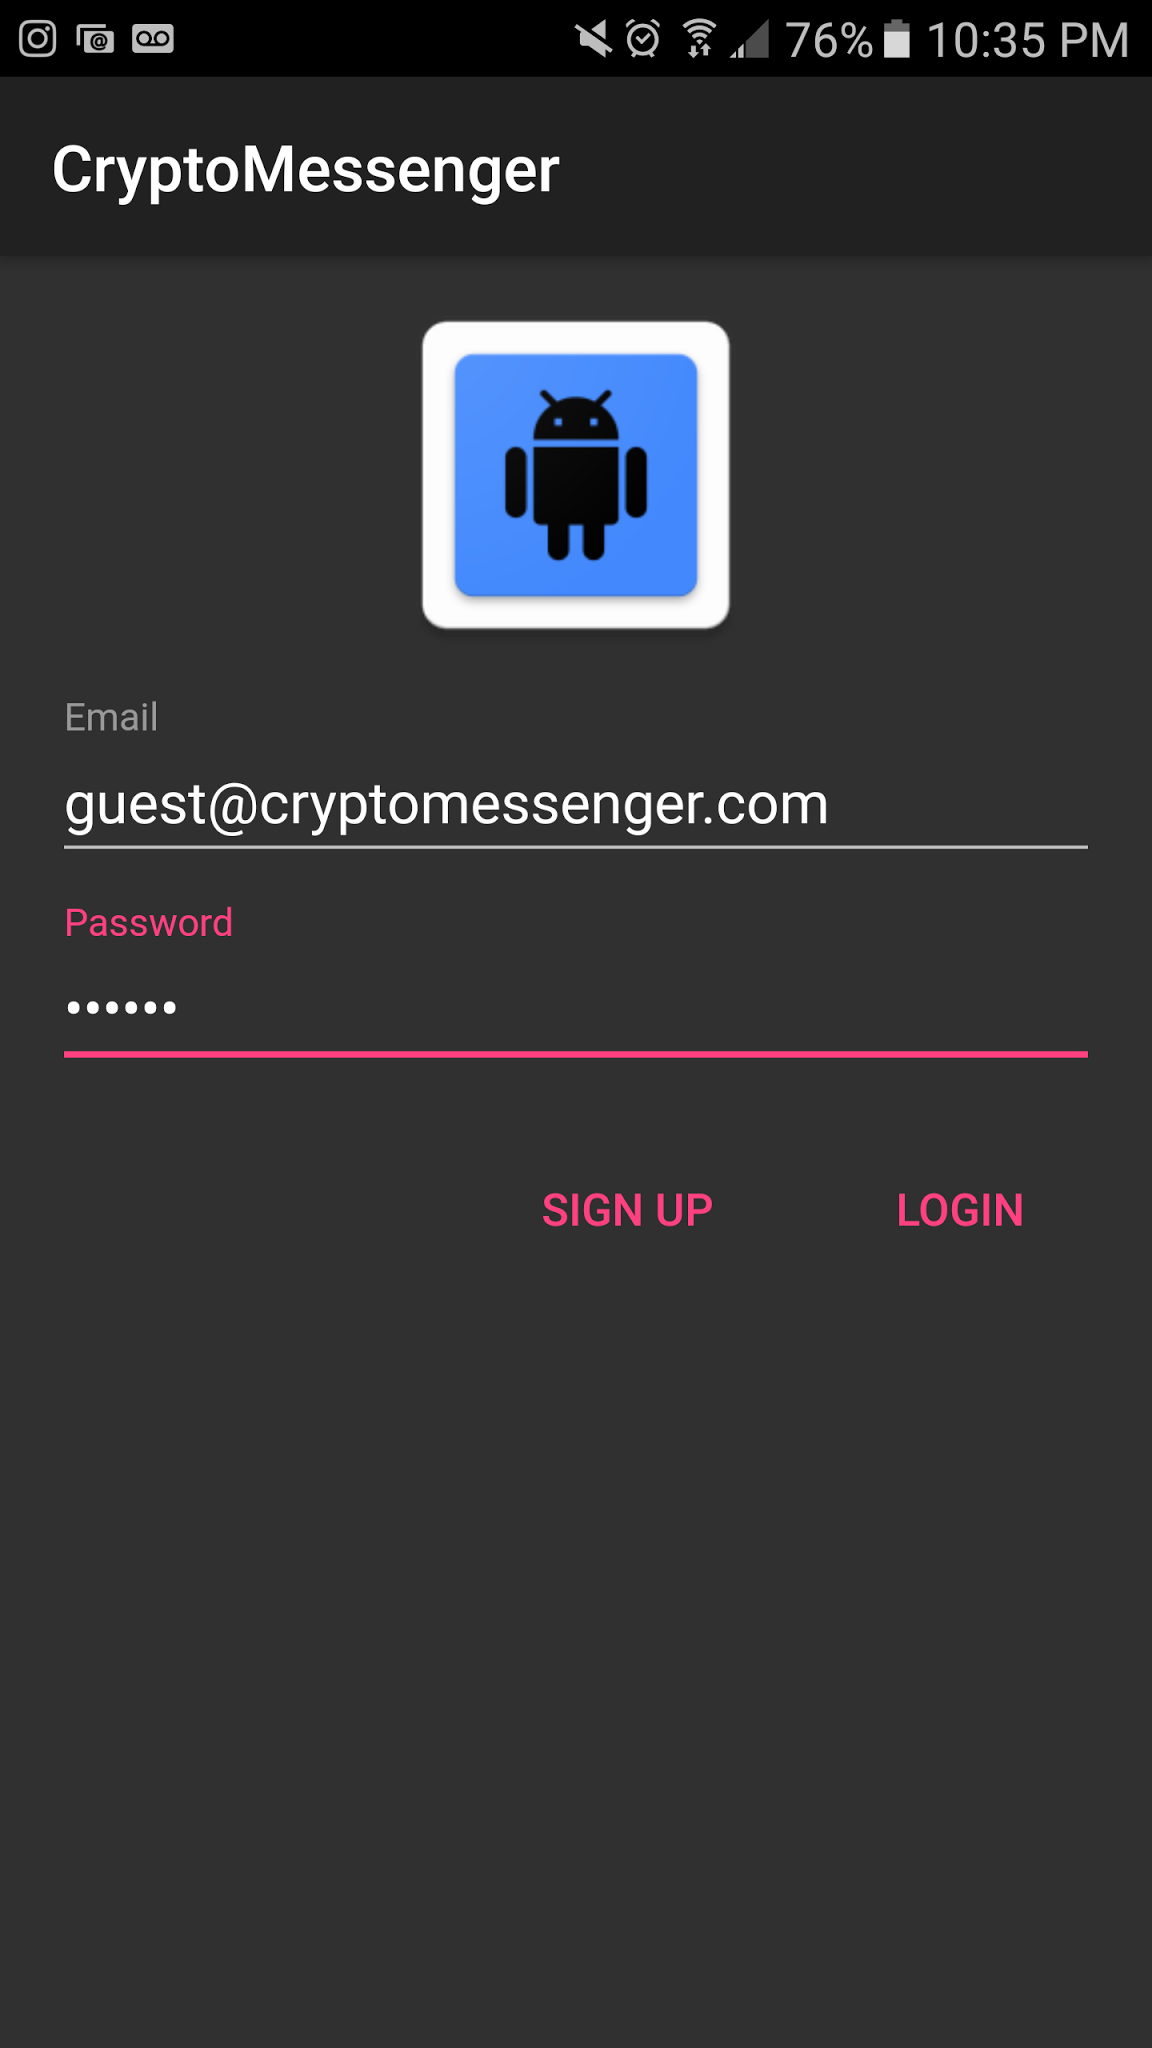 76% 10:35 PM
CryptoMessenger
Email
guest@cryptomessenger.com
Password
••••••
SIGN UP LOGIN